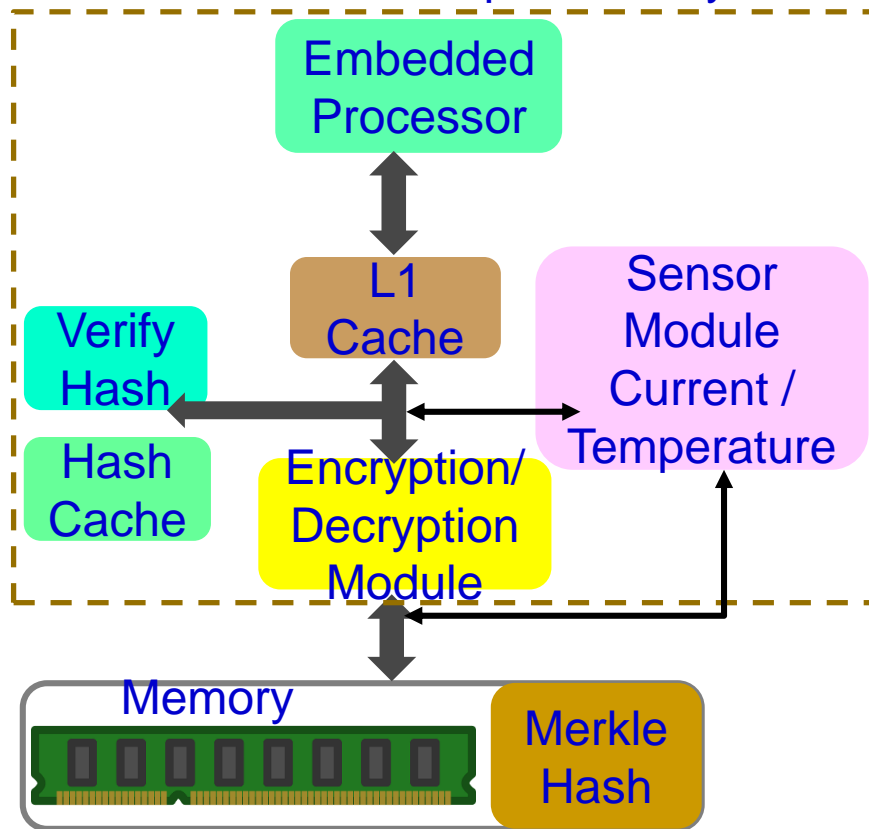 Embedded
Processor
L1
Cache
Sensor
Module
Current /
Temperature
Verify
Hash
Hash
Cache
Encryption/
Decryption
Module
Memory
Merkle
Hash